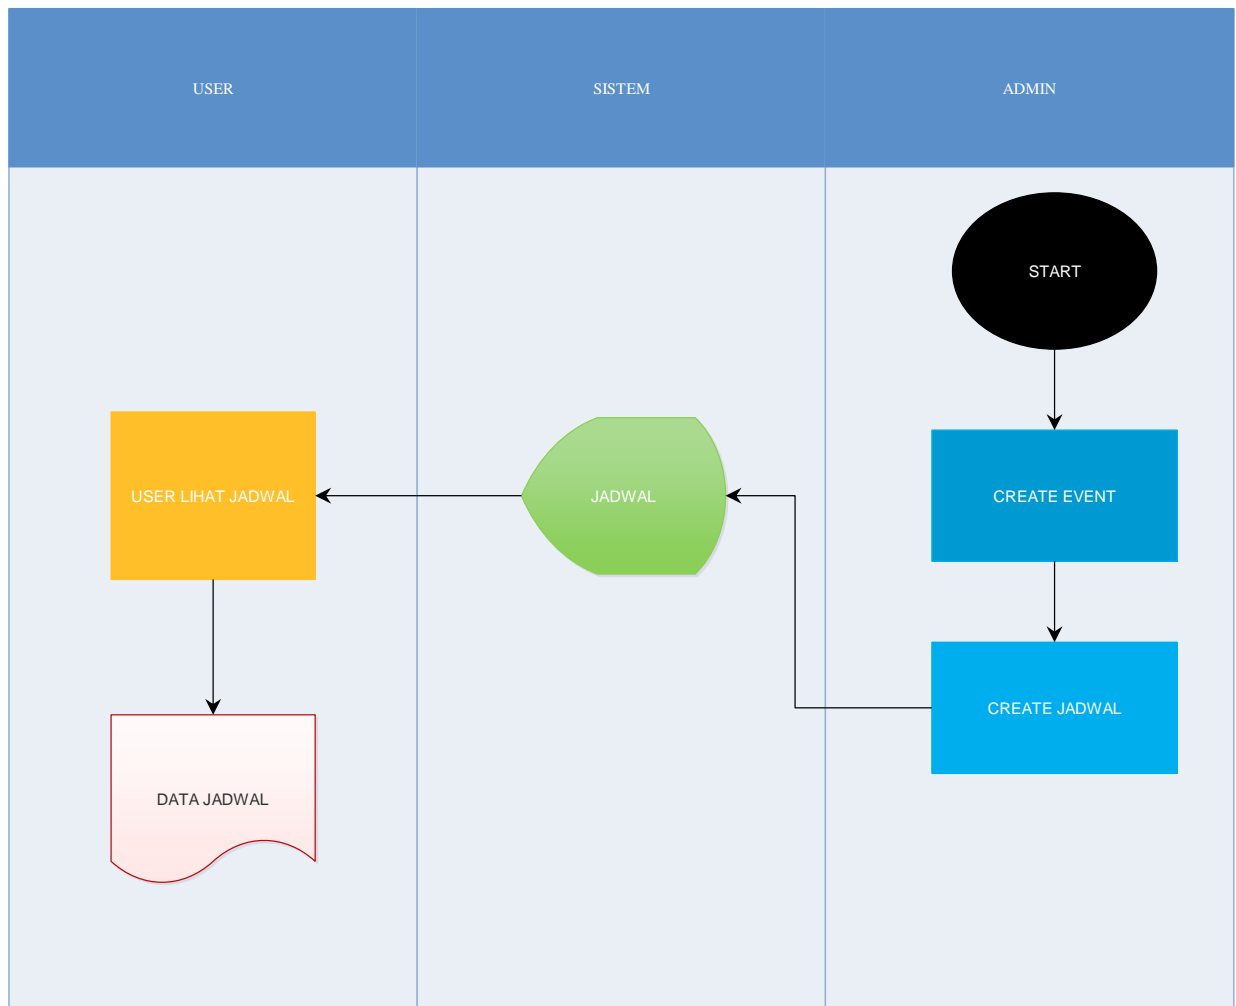 USER
SISTEM
ADMIN
START
USER LIHAT JADWAL
JADWAL
CREATE EVENT
CREATE JADWAL
DATA JADWAL